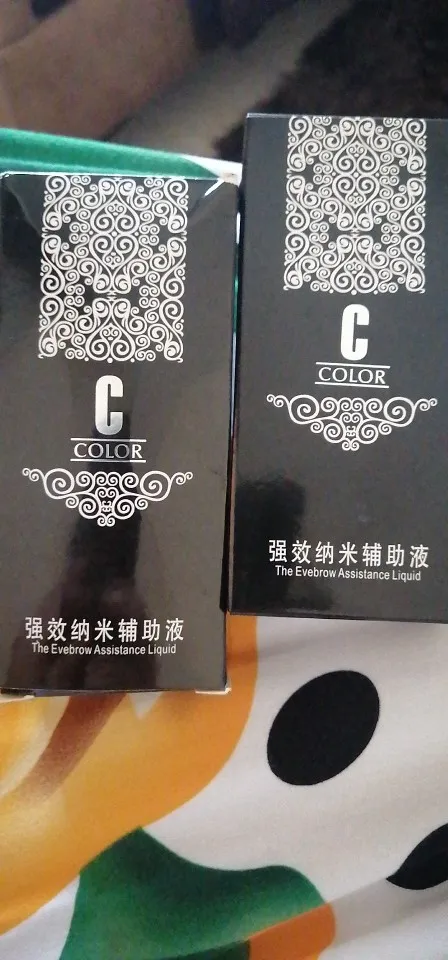 C
COLOR
强效纳米辅助液
The Evebrow Assistance Liquid
C
COLOR
强效纳米辅助液
The Evebrow Assistance Liquid